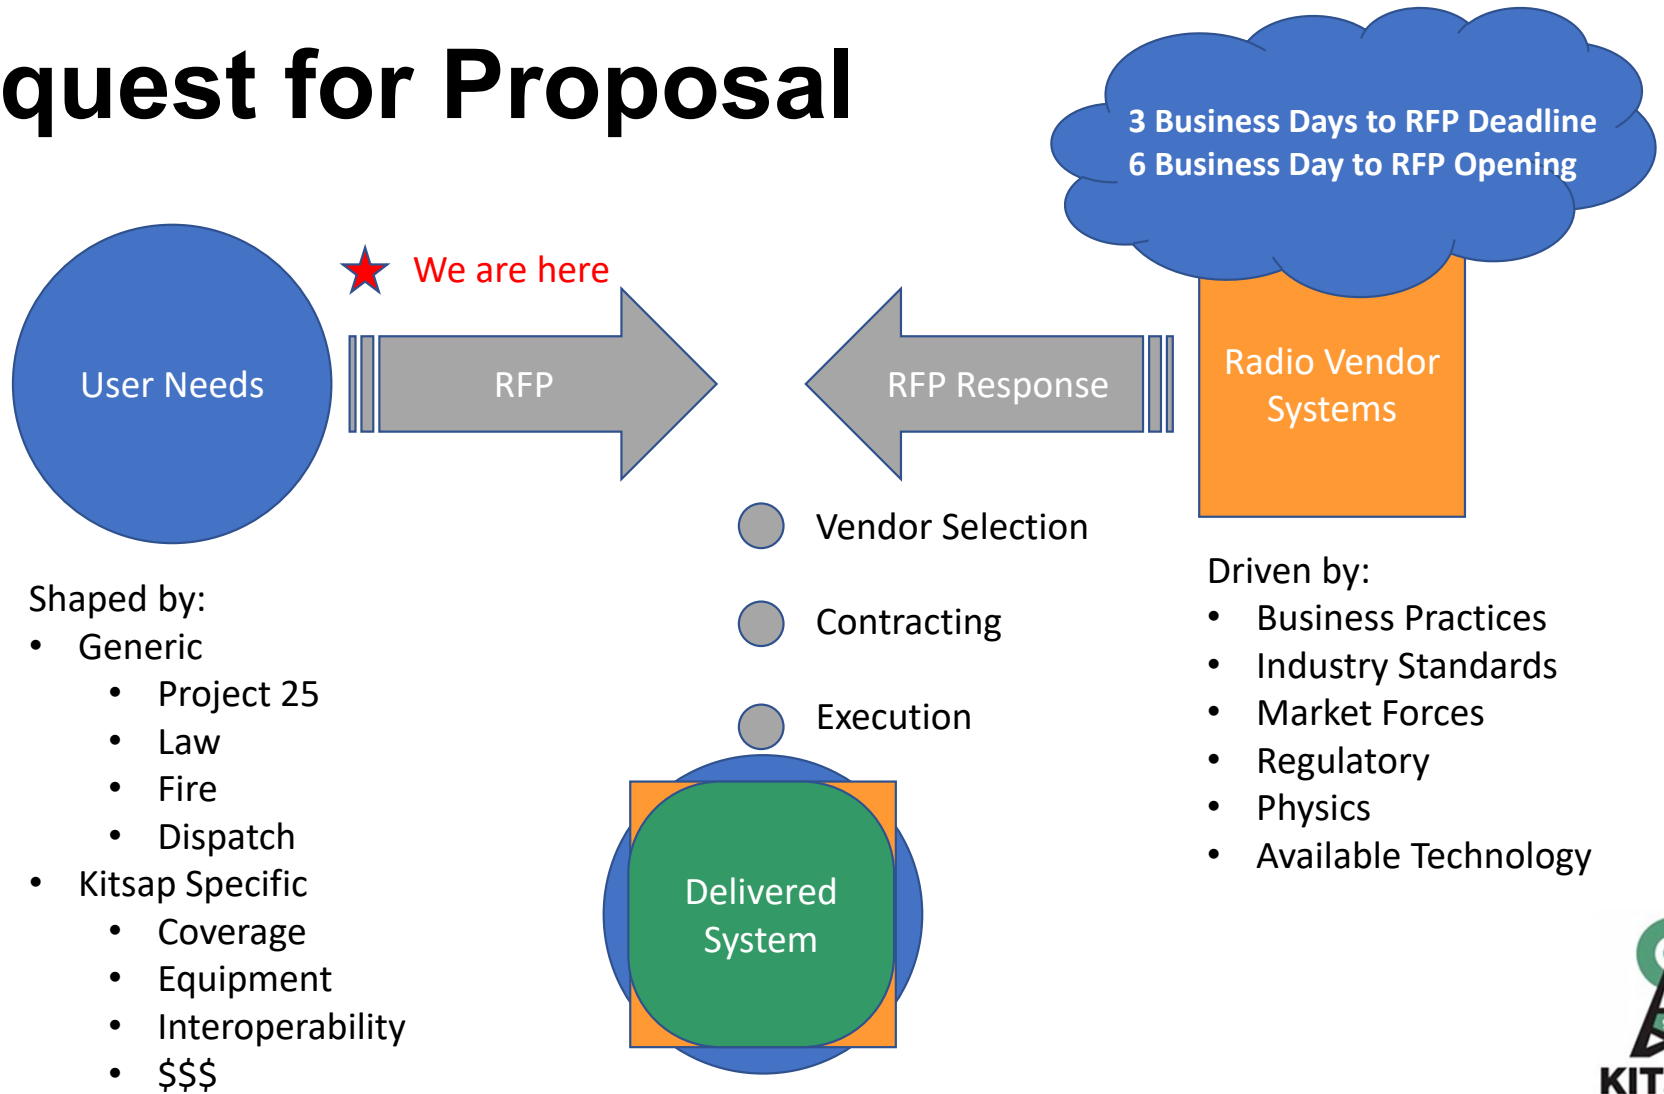 quest for Proposal
3 Business Days to RFP Deadline
6 Business Day to RFP Opening
We are here
User Needs
RFP
RFP Response
Radio Vendor
Systems
Vendor Selection
Contracting
Execution
Delivered
System
Shaped by:
• Generic
• Project 25
• Law
• Fire
• Dispatch
• Kitsap Specific
• Coverage
• Equipment
• Interoperability
• $$$
Driven by:
• Business Practices
• Industry Standards
• Market Forces
• Regulatory
• Physics
• Available Technology
KIT